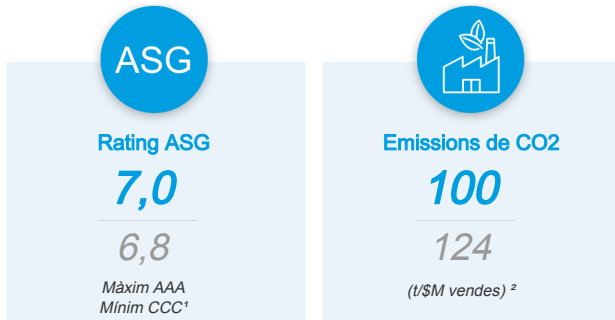 ASG
Rating ASG
7,0
6,8
Màxim AAA
Mínim CCC¹
Emissions de CO2
100
124
(t/$M vendes) ²